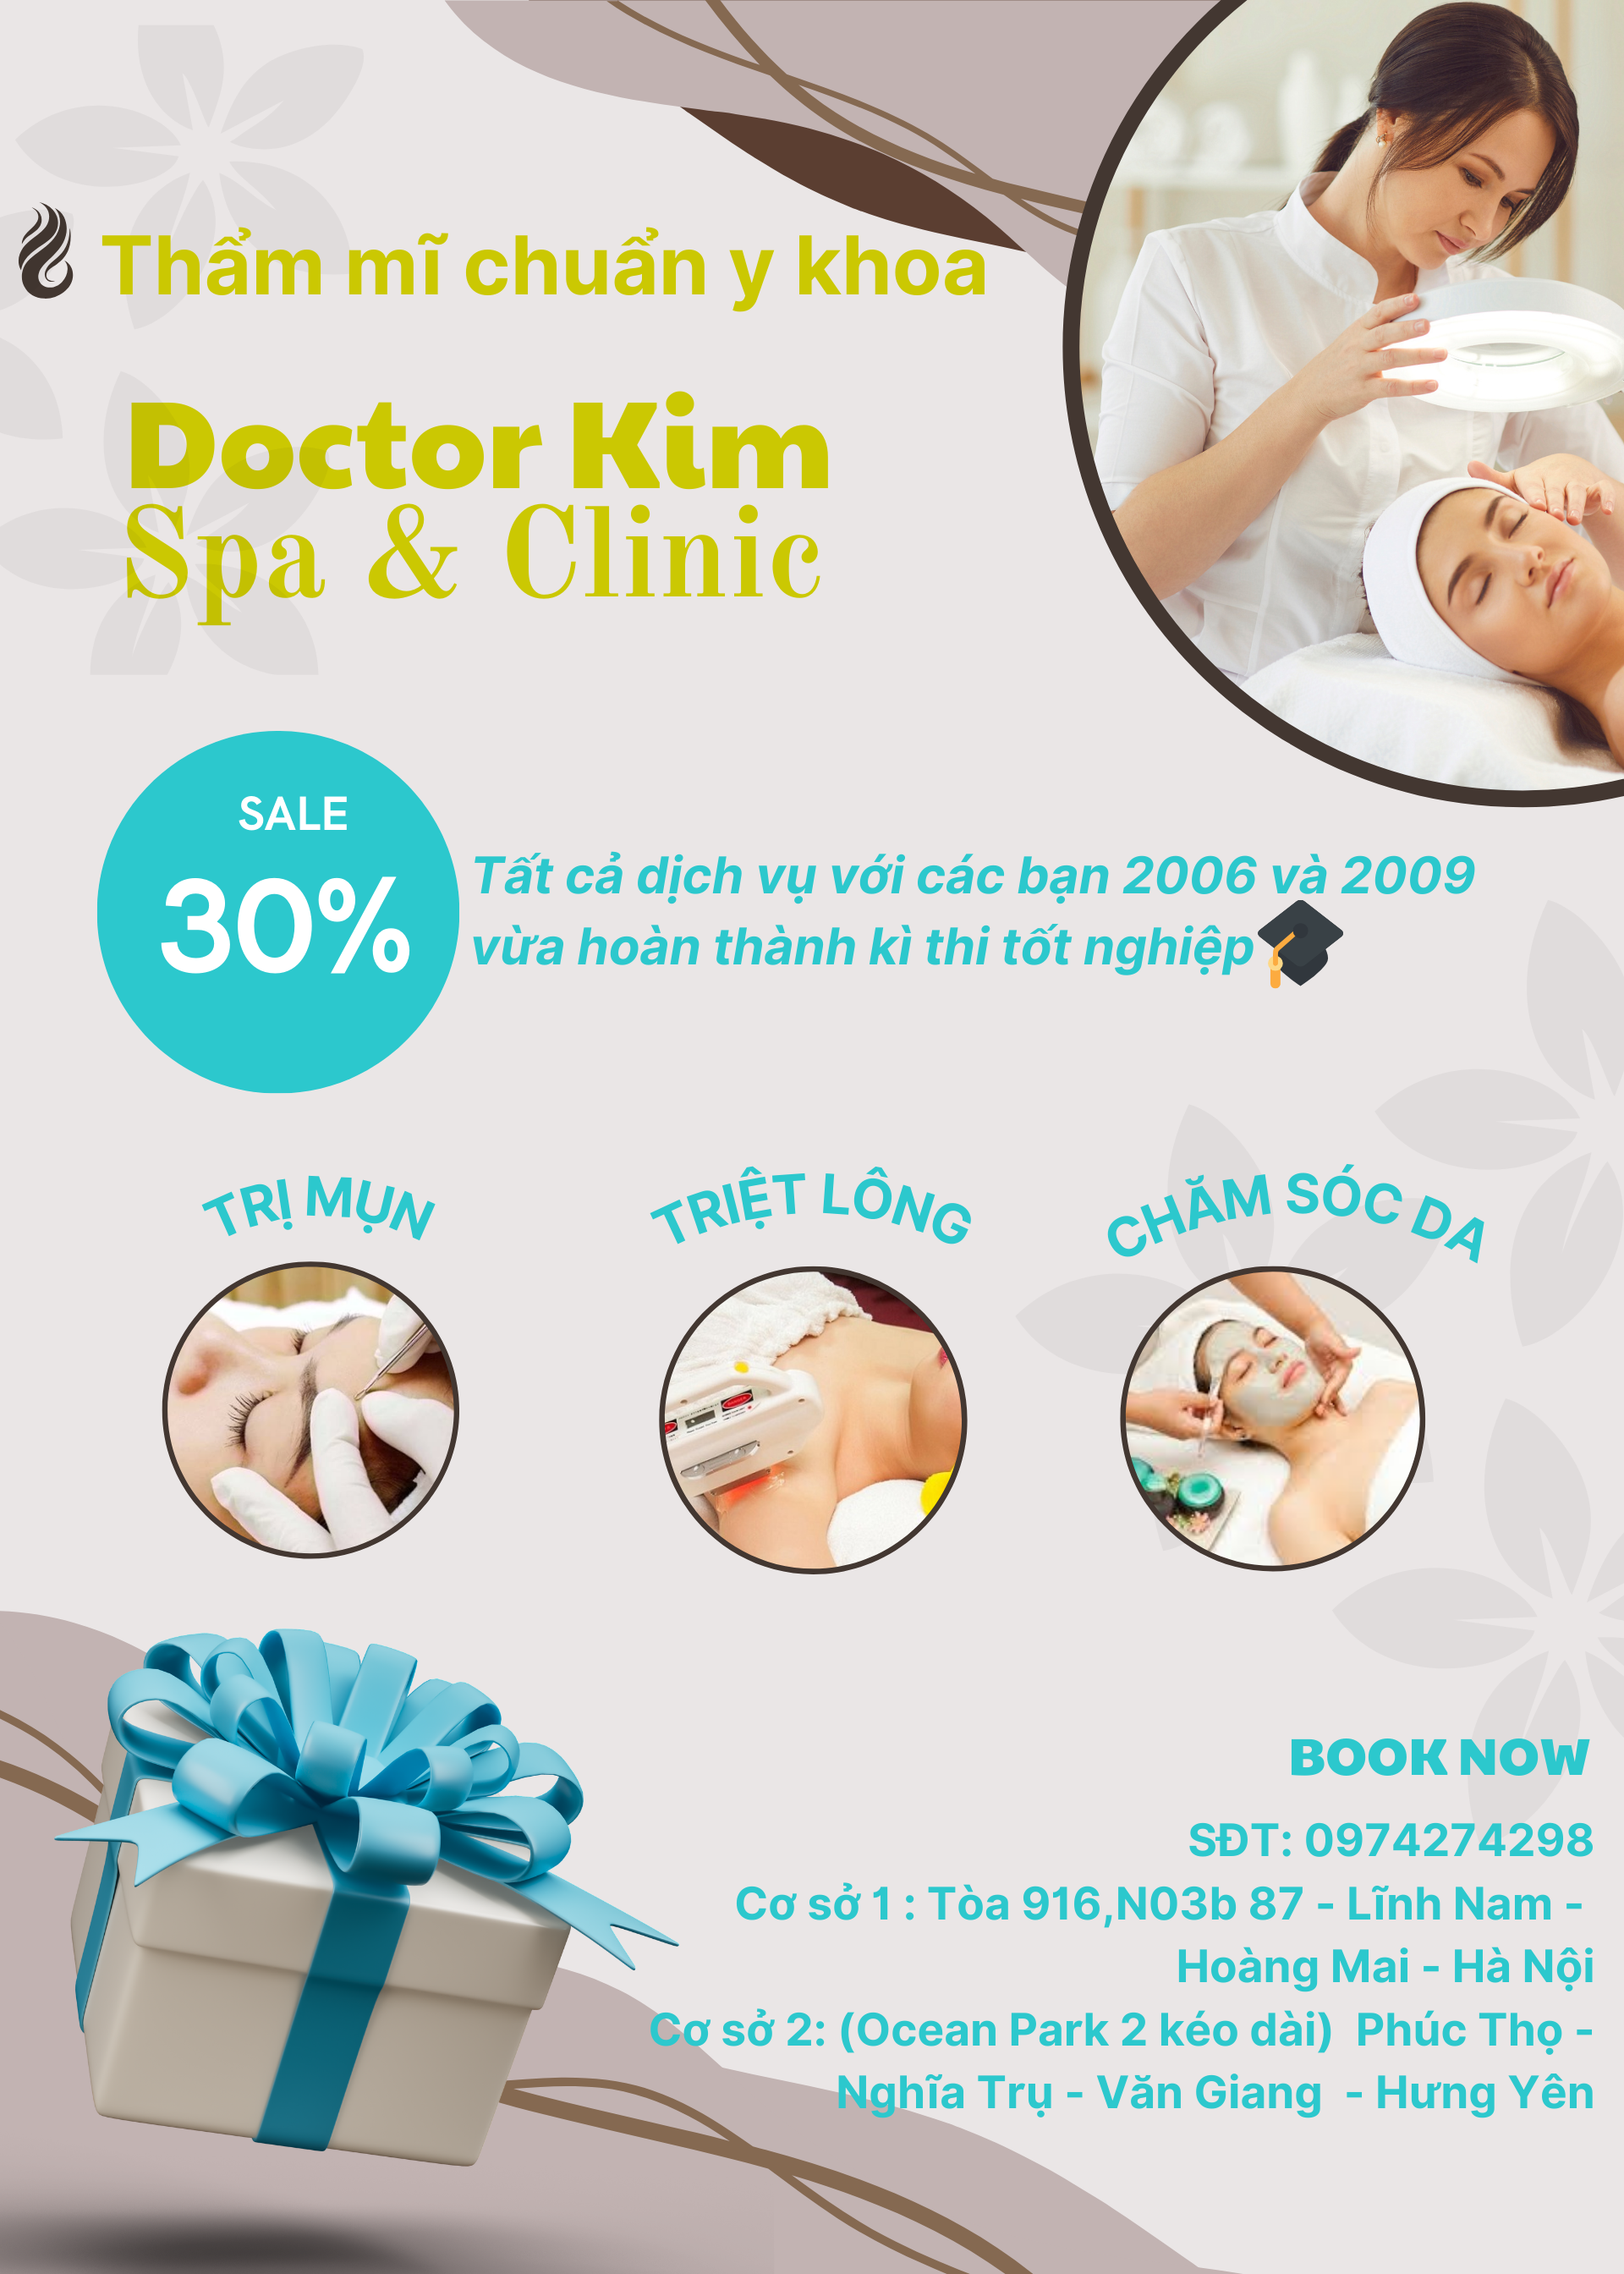 Thẩm mĩ chuẩn y khoa
Doctor Kim
Spa & Clinic
SALE
30%
Tất cả dịch vụ với các bạn 2006 và 2009
vừa hoàn thành kì thi tốt nghiệp
TRỊ MỤN
TRIỆT LÔNG
CHĂM SÓC DA
BOOK NOW
SĐT: 0974274298
Cơ sở 1 : Tòa 916,N03b 87 - Lĩnh Nam -
Hoàng Mai - Hà Nội
Cơ sở 2: (Ocean Park 2 kéo dài) Phúc Thọ -
Nghĩa Trụ - Văn Giang - Hưng Yên